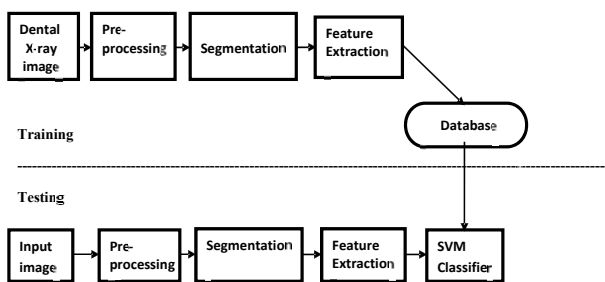 Dental
X-ray
image
Pre-
processing
Segmentation
Feature
Extraction
Database
Training
Testing
Input
image
Pre-
processing
Segmentation
Feature
Extraction
SVM
Classifier